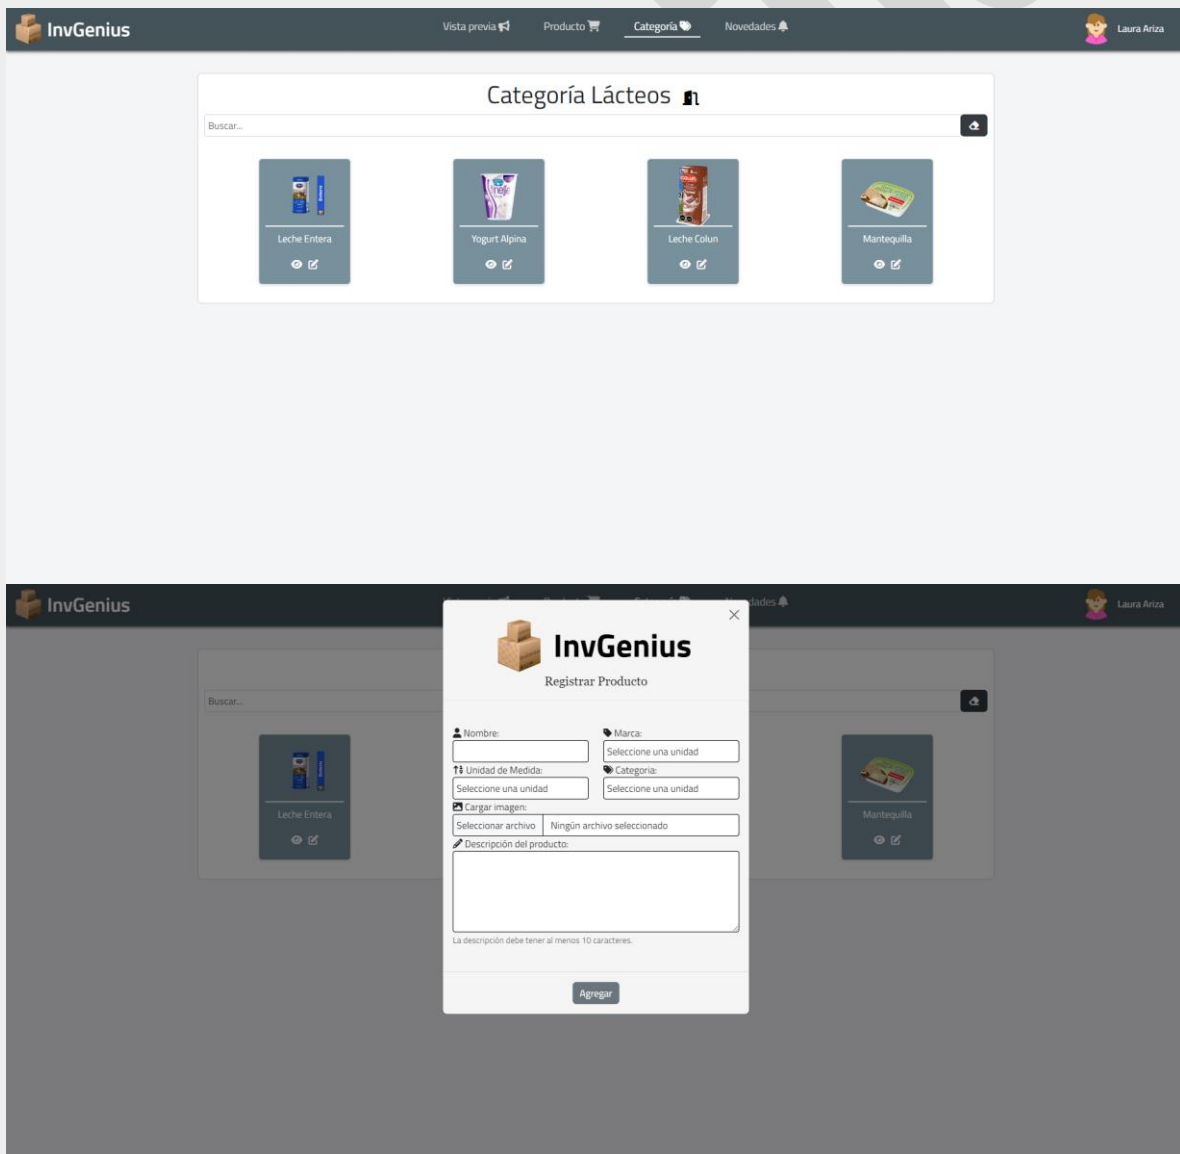 InvGenius
Vista previa Producto Categoría Novedades
Laura Ariza
Categoría Lácteos
Buscar...
Leche Entera Yogurt Alpina Leche Colun Mantequilla
InvGenius
Laura Ariza
InvGenius
Registrar Producto
Buscar...
Nombre: Marca:
Seleccione una unidad
Unidad de Medida: Categoria:
Seleccione una unidad Seleccione una unidad
Cargar imagen:
Seleccionar archivo Ningún archivo seleccionado
Descripción del producto:
La descripción debe tener al menos 10 caracteres.
Leche Entera Mantequilla
Agregar